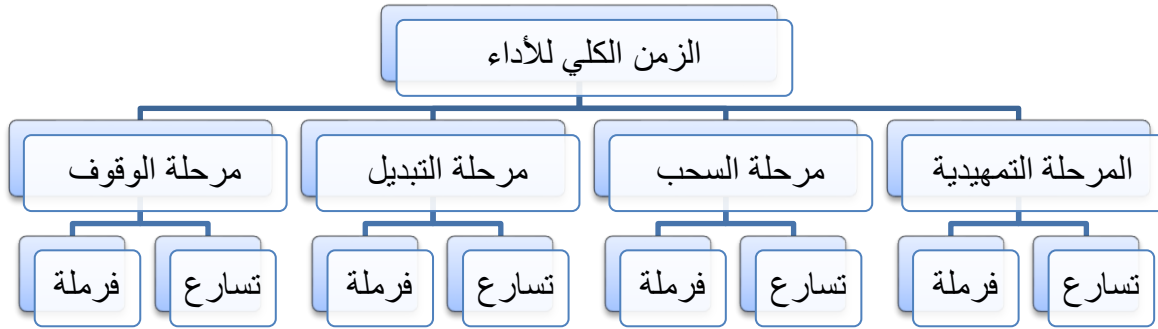 الزمن الكلي للأداء
المرحلة التمهيدية
مرحلة السحب
مرحلة التبديل
مرحلة الوقوف
تسارع
فرملة
تسارع
فرملة
تسارع
فرملة
تسارع
فرملة